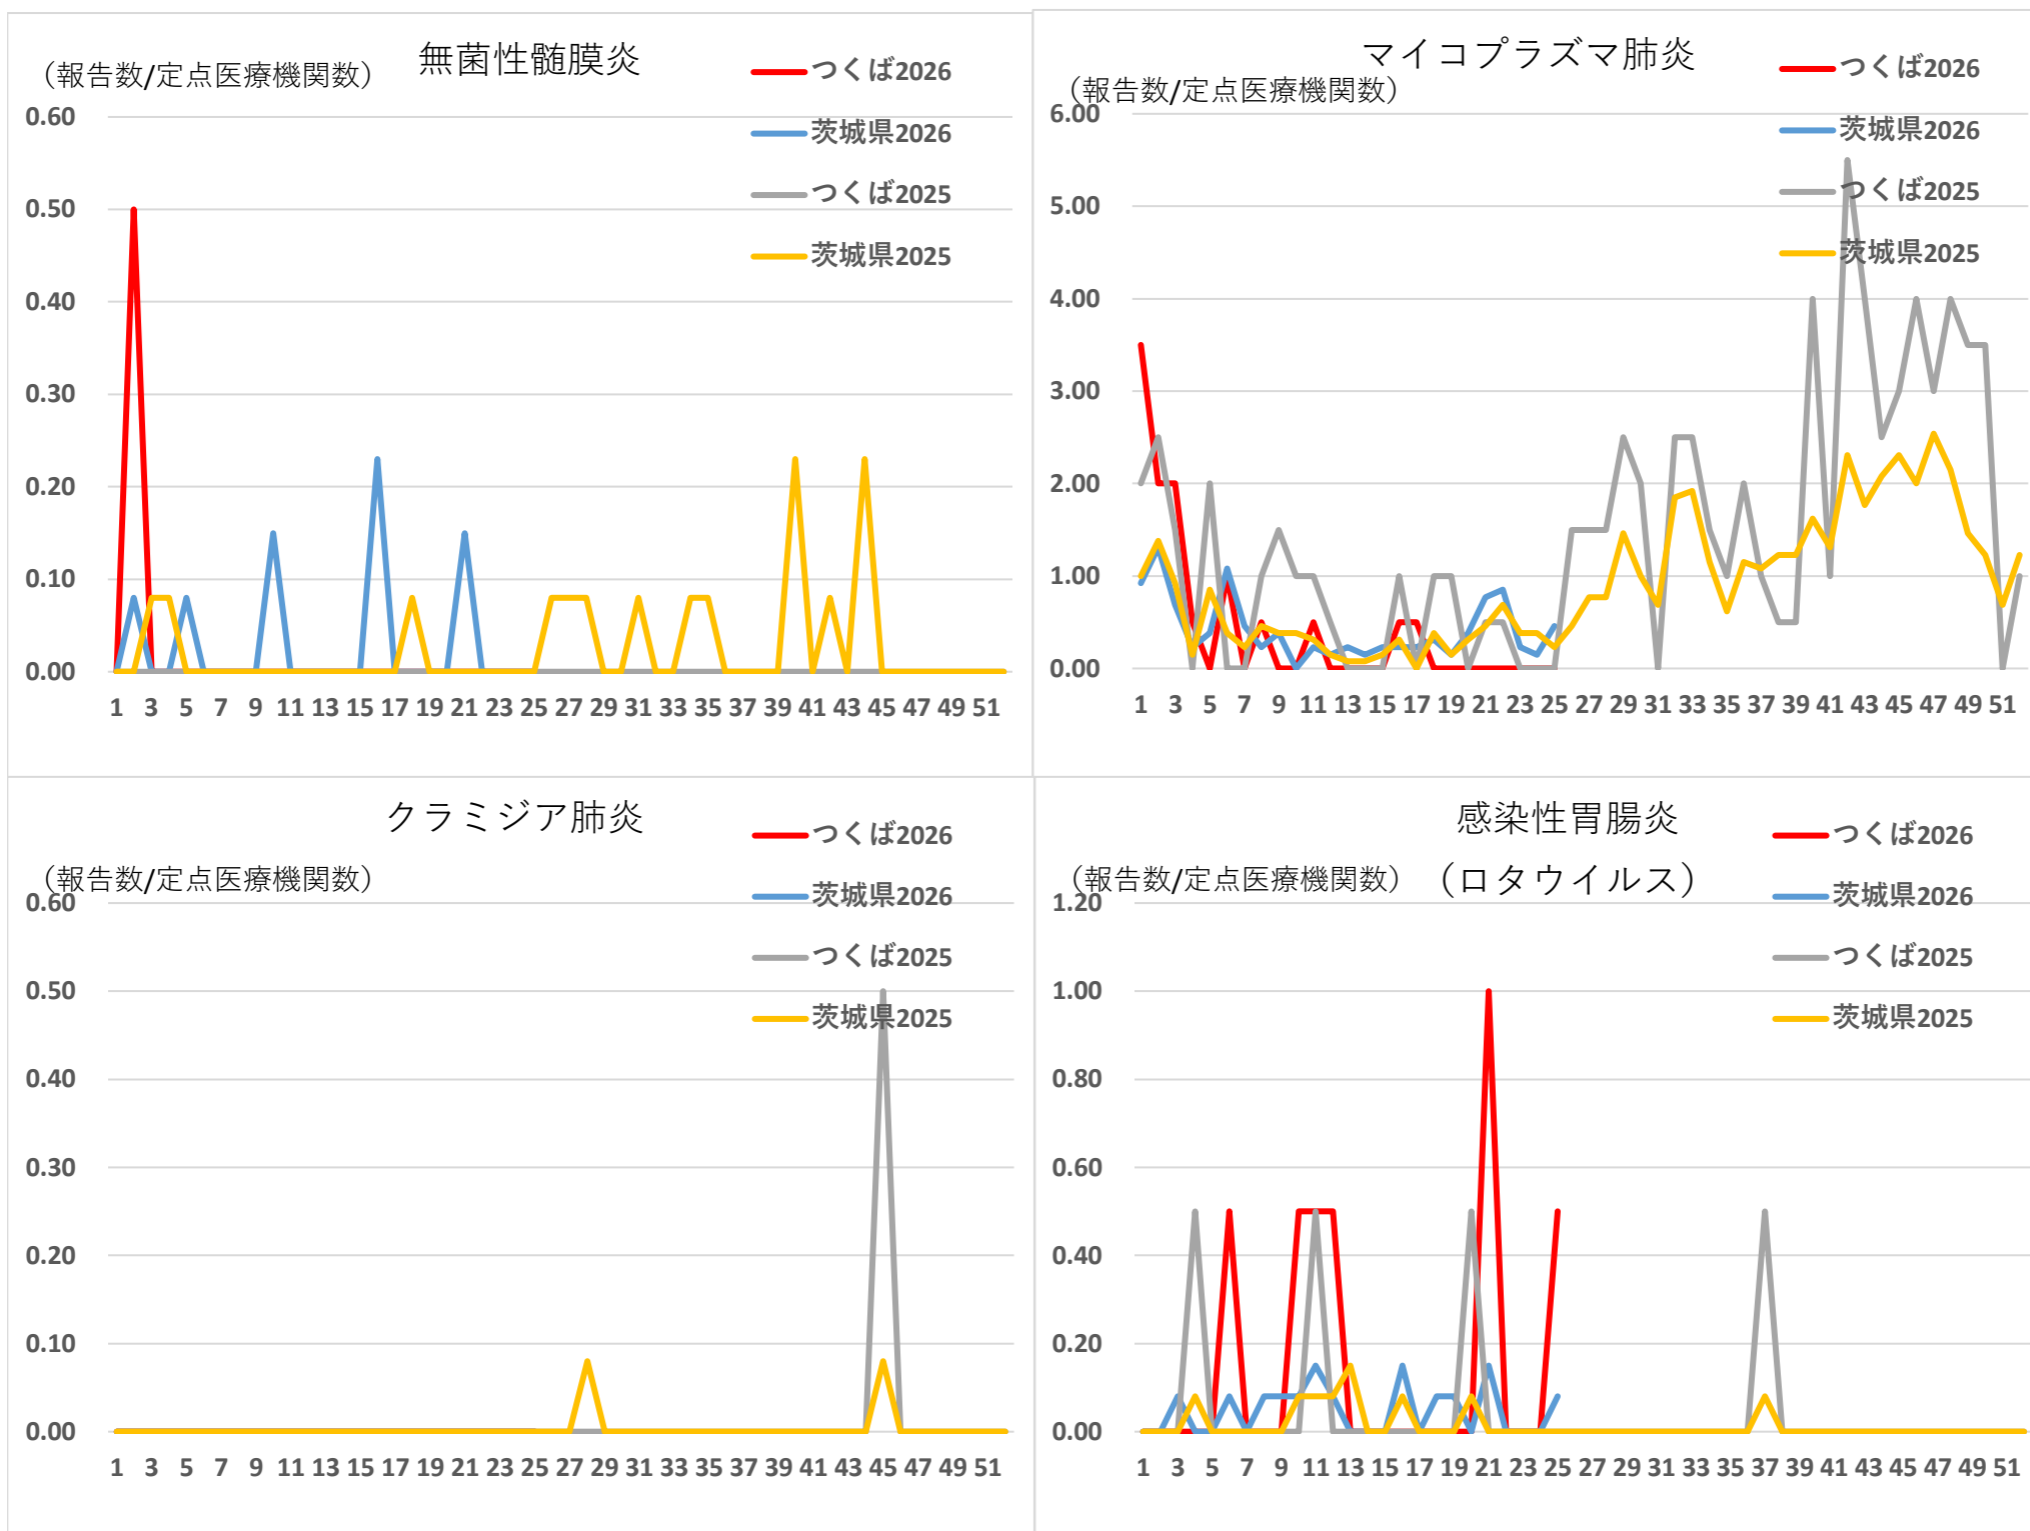 無菌性髄膜炎
（報告数/定点医療機関数）
つくば2026
茨城県2026
つくば2025
茨城県2025
0.60
0.50
0.40
0.30
0.20
0.10
0.00
1 3 5 7 9 11 13 15 17 19 21 23 25 27 29 31 33 35 37 39 41 43 45 47 49 51
マイコプラズマ肺炎
（報告数/定点医療機関数）
つくば2026
茨城県2026
つくば2025
茨城県2025
6.00
5.00
4.00
3.00
2.00
1.00
0.00
1 3 5 7 9 11 13 15 17 19 21 23 25 27 29 31 33 35 37 39 41 43 45 47 49 51
クラミジア肺炎
（報告数/定点医療機関数）
つくば2026
茨城県2026
つくば2025
茨城県2025
0.60
0.50
0.40
0.30
0.20
0.10
0.00
1 3 5 7 9 11 13 15 17 19 21 23 25 27 29 31 33 35 37 39 41 43 45 47 49 51
感染性胃腸炎
（ロタウイルス）
（報告数/定点医療機関数）
つくば2026
茨城県2026
つくば2025
茨城県2025
1.20
1.00
0.80
0.60
0.40
0.20
0.00
1 3 5 7 9 11 13 15 17 19 21 23 25 27 29 31 33 35 37 39 41 43 45 47 49 51